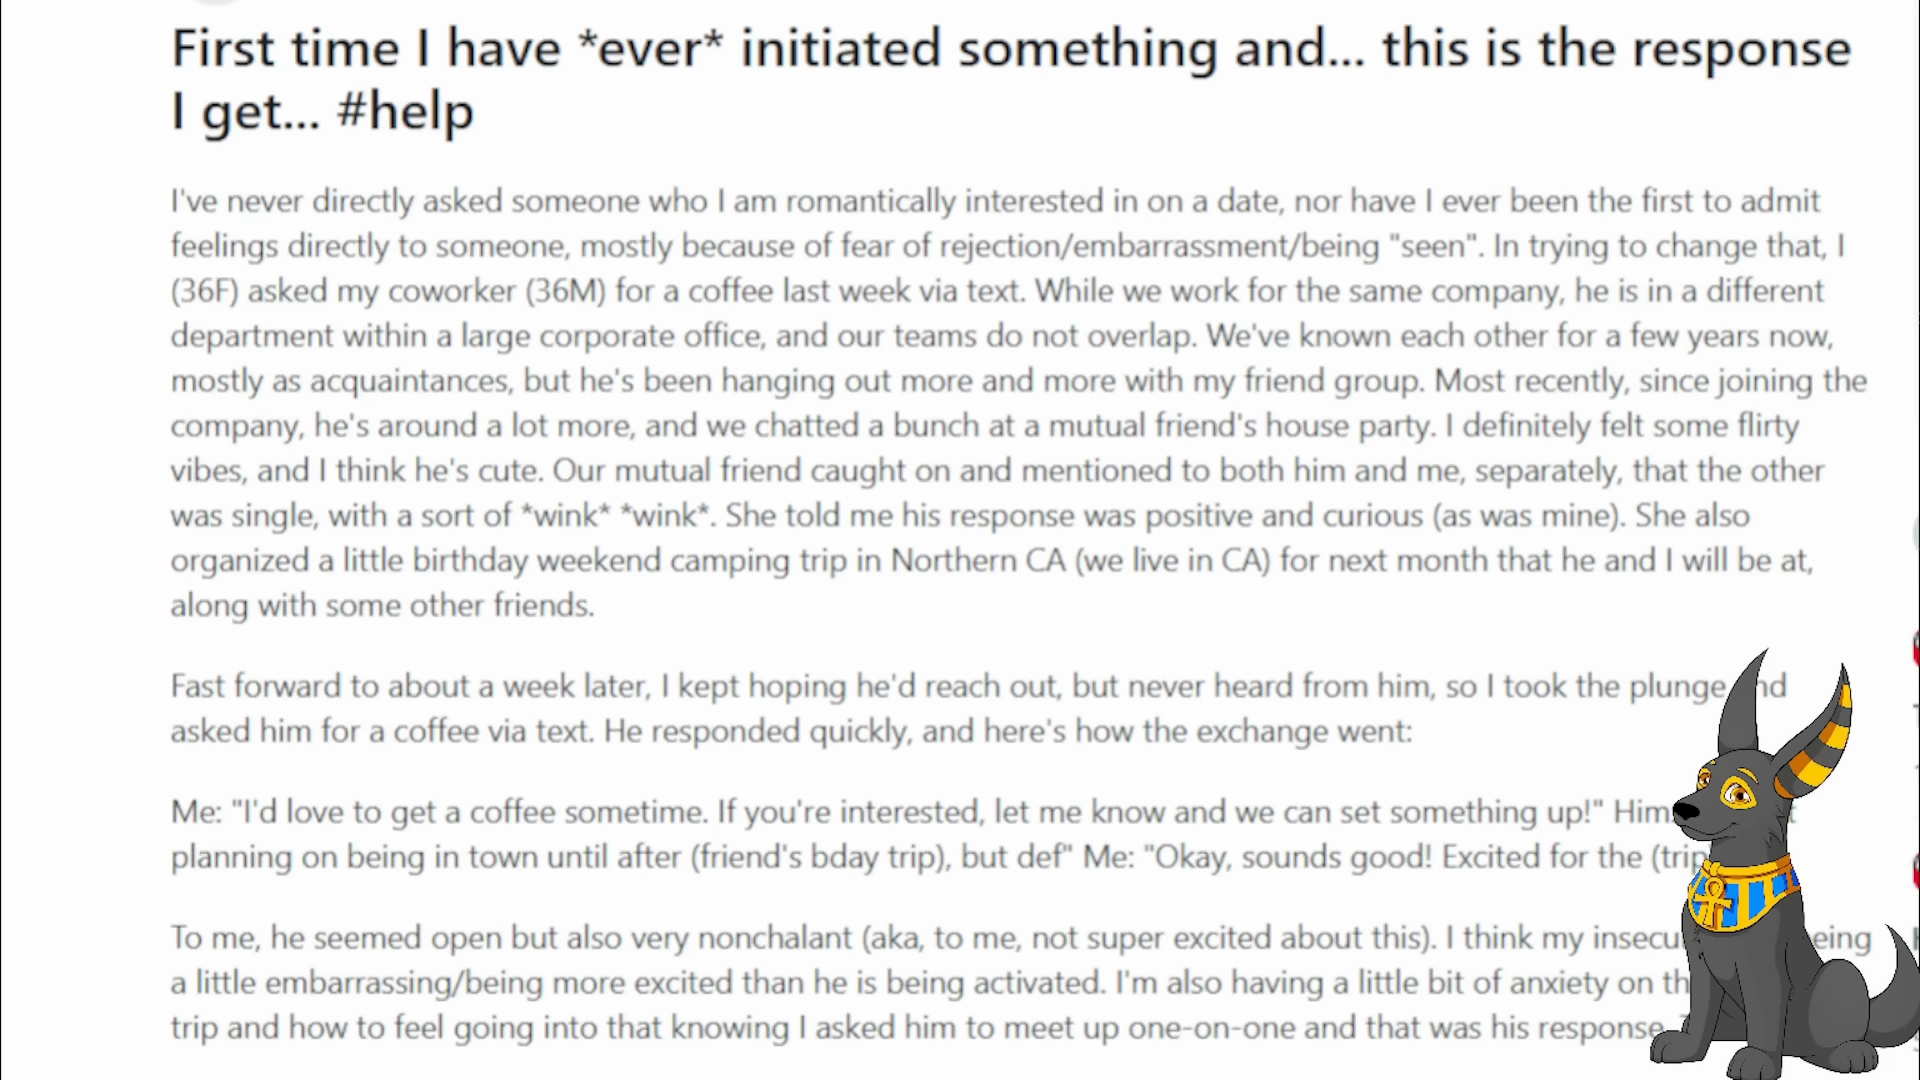 First time I have *ever* initiated something and... this is the response
I get... #help
I've never directly asked someone who I am romantically interested in on a date, nor have I ever been the first to admit
feelings directly to someone, mostly because of fear of rejection/embarrassment/being "seen". In trying to change that, I
(36F) asked my coworker (36M) for a coffee last week via text. While we work for the same company, he is in a different
department within a large corporate office, and our teams do not overlap. We've known each other for a few years now,
mostly as acquaintances, but he's been hanging out more and more with my friend group. Most recently, since joining the
company, he's around a lot more, and we chatted a bunch at a mutual friend's house party. I definitely felt some flirty
vibes, and I think he's cute. Our mutual friend caught on and mentioned to both him and me, separately, that the other
was single, with a sort of *wink* *wink*. She told me his response was positive and curious (as was mine). She also
organized a little birthday weekend camping trip in Northern CA (we live in CA) for next month that he and I will be at,
along with some other friends.
Fast forward to about a week later, I kept hoping he'd reach out, but never heard from him, so I took the plunge
asked him for a coffee via text. He responded quickly, and here's how the exchange went:
Me: "I'd love to get a coffee sometime. If you're interested, let me know and we can set something up!" Him
planning on being in town until after (friend's bday trip), but def" Me: "Okay, sounds good! Excited for the (trip
To me, he seemed open but also very nonchalant (aka, to me, not super excited about this). I think my
a little embarrassing/being more excited than he is being activated. I'm also having a little bit of anxiety on
trip and how to feel going into that knowing I asked him to meet up one-on-one and that was his response